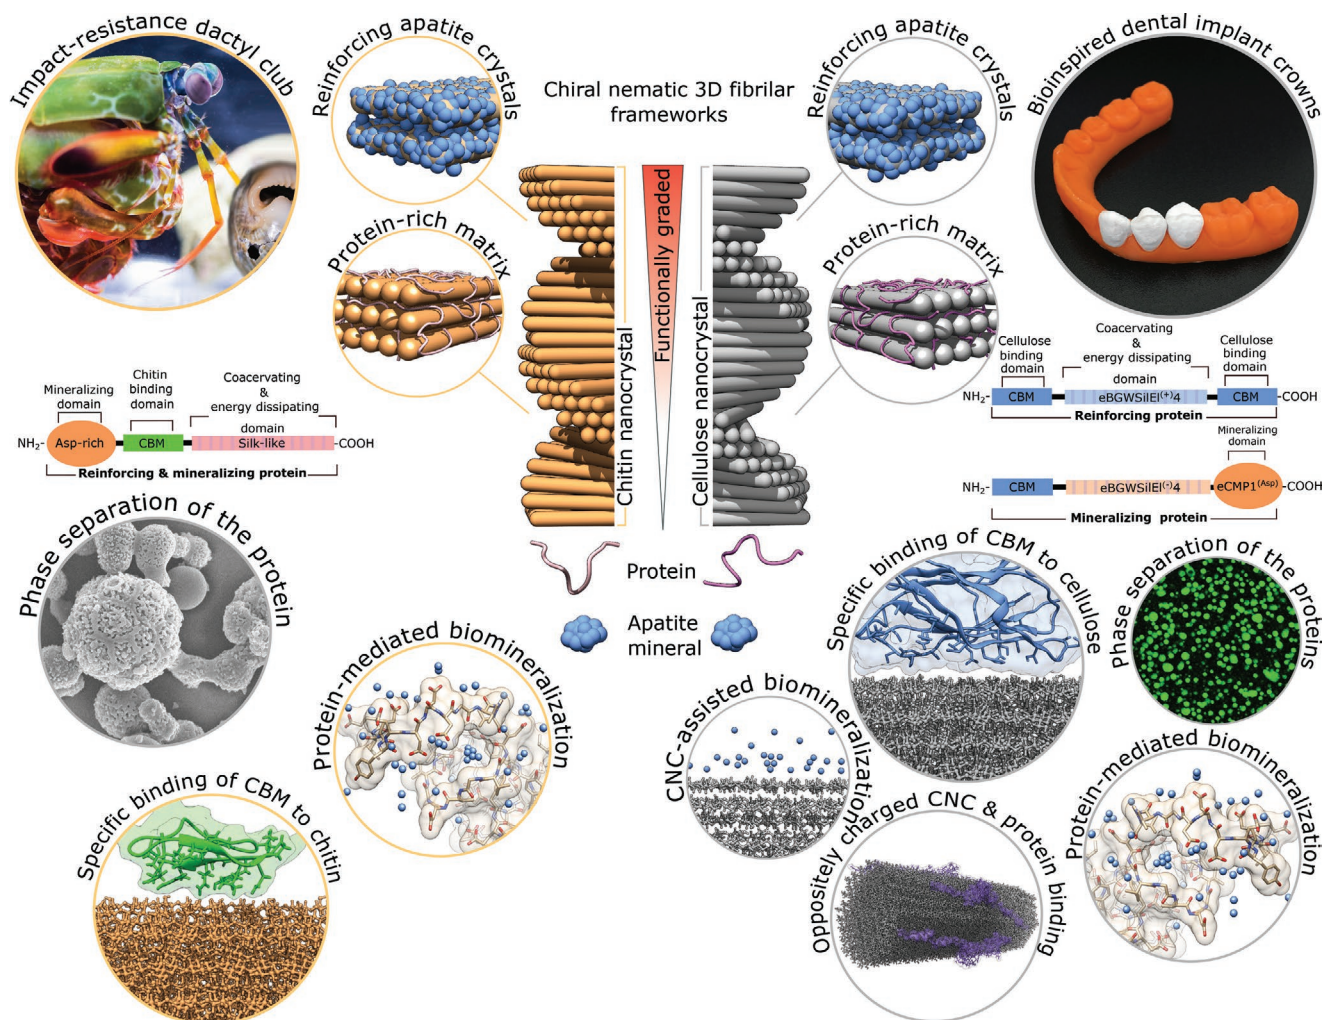 Impact-resistance dactyl club
Reinforcing apatite crystals
Chiral nematic 3D fibrilar
frameworks
Reinforcing apatite crystals
Bioinspired dental implant crowns
Protein-rich matrix
Chitin nanocrystal
Functionally graded
Cellulose nanocrystal
Protein-rich matrix
Mineralizing
domain
Chitin
binding
domain
Coacervating
&
energy dissipating
domain
NH2- Asp-rich CBM Silk-like -COOH
Reinforcing & mineralizing protein
Cellulose
binding
domain
Coacervating
&
energy dissipating
domain
Cellulose
binding
domain
NH2- CBM eBGWSilEl(+)4 CBM -COOH
Reinforcing protein
Mineralizing
domain
NH2- CBM eBGWSilEl(-)4 eCMP1(Asp) -COOH
Mineralizing protein
Protein
Apatite
mineral
Phase separation of the protein
Protein-mediated biomineralization
Specific binding of CBM to chitin
Specific binding of CBM to cellulose
Phase separation of the proteins
CNC-assisted biomineralization
Oppositely charged CNC & protein binding
Protein-mediated biomineralization